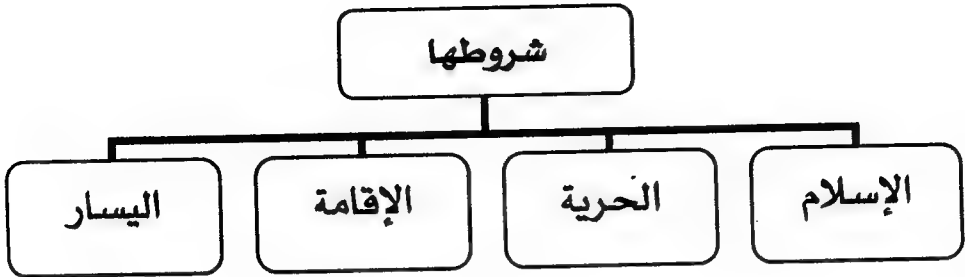 شروطها
الإسلام
الحرية
الإقامة
اليسار